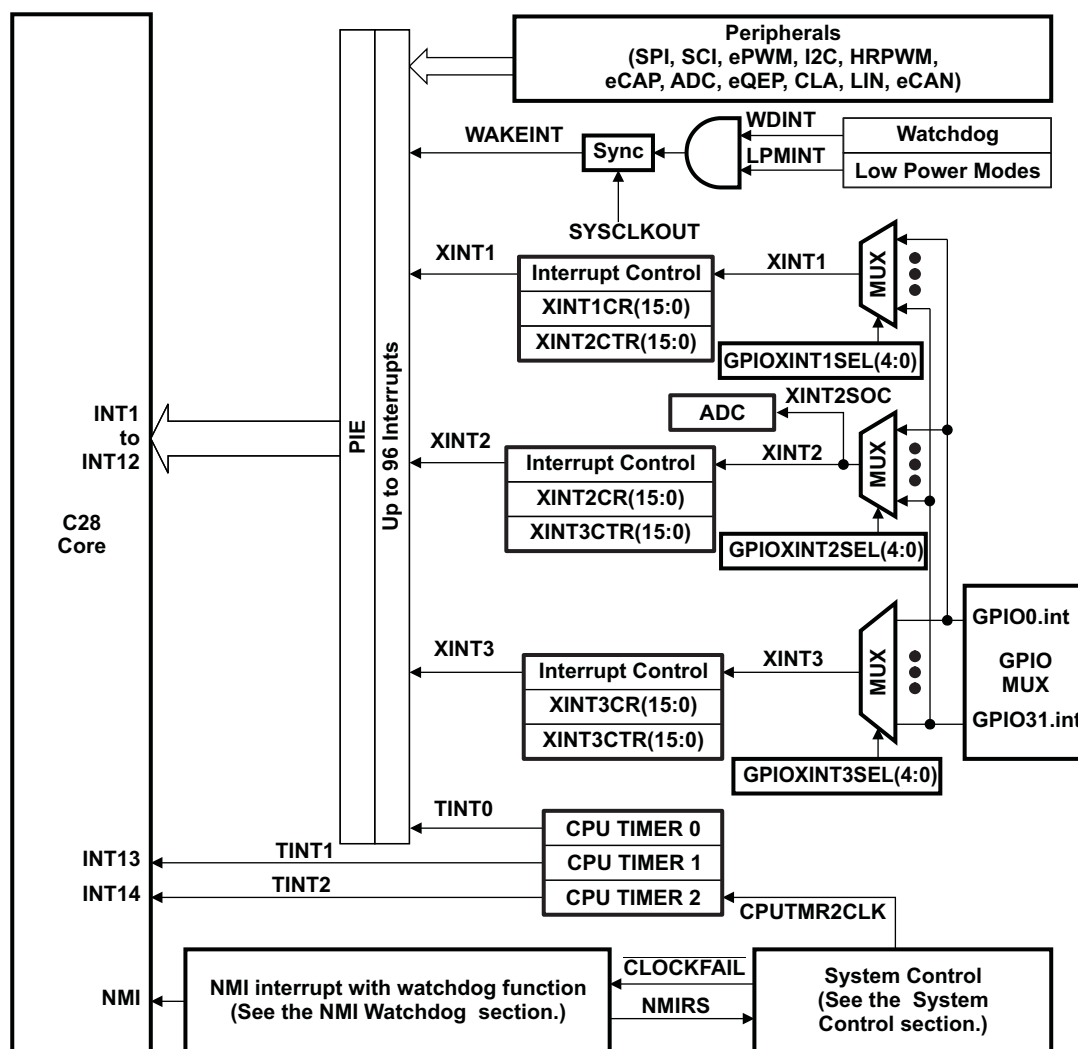 Peripherals
(SPI, SCI, ePWM, I2C, HRPWM,
eCAP, ADC, eQEP, CLA, LIN, eCAN)
WAKEINT
Sync
WDINT
LPMINT
Watchdog
Low Power Modes
SYSCLKOUT
XINT1
Interrupt Control
XINT1CR(15:0)
XINT2CTR(15:0)
XINT1
MUX
GPIOXINT1SEL(4:0)
ADC
XINT2SOC
XINT2
Interrupt Control
XINT2CR(15:0)
XINT3CTR(15:0)
XINT2
MUX
GPIOXINT2SEL(4:0)
INT1
to
INT12
C28
Core
PIE
Up to 96 Interrupts
XINT3
Interrupt Control
XINT3CR(15:0)
XINT3CTR(15:0)
XINT3
MUX
GPIOXINT3SEL(4:0)
GPIO0.int
GPIO
MUX
GPIO31.int
TINT0
CPU TIMER 0
INT13
TINT1
CPU TIMER 1
INT14
TINT2
CPU TIMER 2
CPUTMR2CLK
NMI
NMI interrupt with watchdog function
(See the NMI Watchdog section.)
CLOCKFAIL
NMIRS
System Control
(See the System
Control section.)